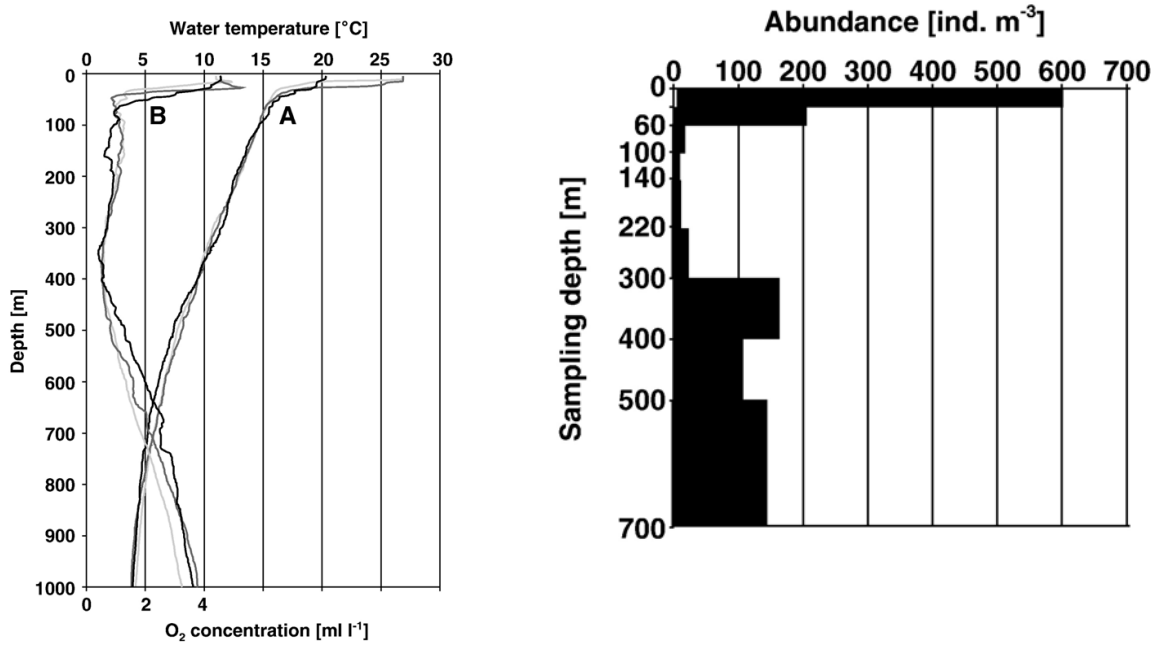 Water temperature [°C]
0 5 10 15 20 25 30
0
100
200
300
400
500
600
700
800
900
1000
Depth [m]
B
A
0 2 4
O₂ concentration [ml l⁻¹]
Abundance [ind. m⁻³]
0 100 200 300 400 500 600 700
0
60
100
140
220
300
400
500
700
Sampling depth [m]